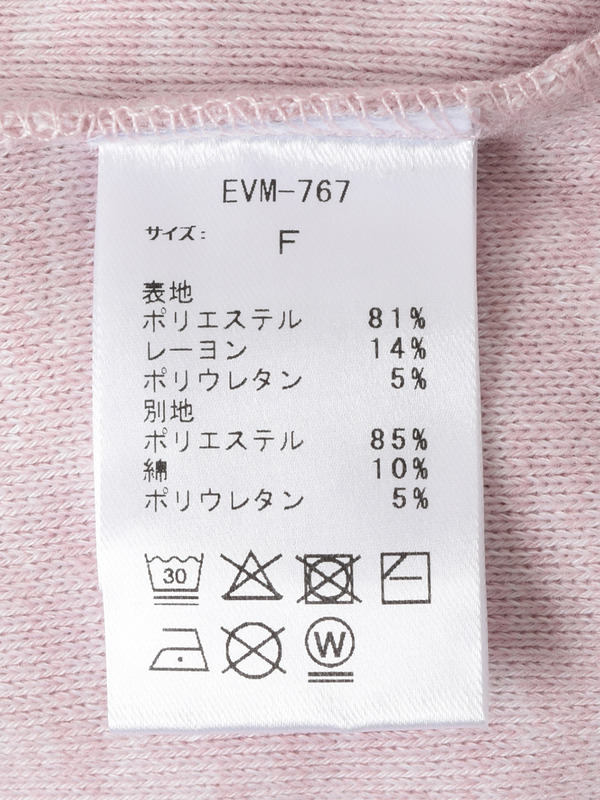 EVM-767
サイズ: F
表地
ポリエステル 81%
レーヨン 14%
ポリウレタン 5%
別地
ポリエステル 85%
綿 10%
ポリウレタン 5%
30
W